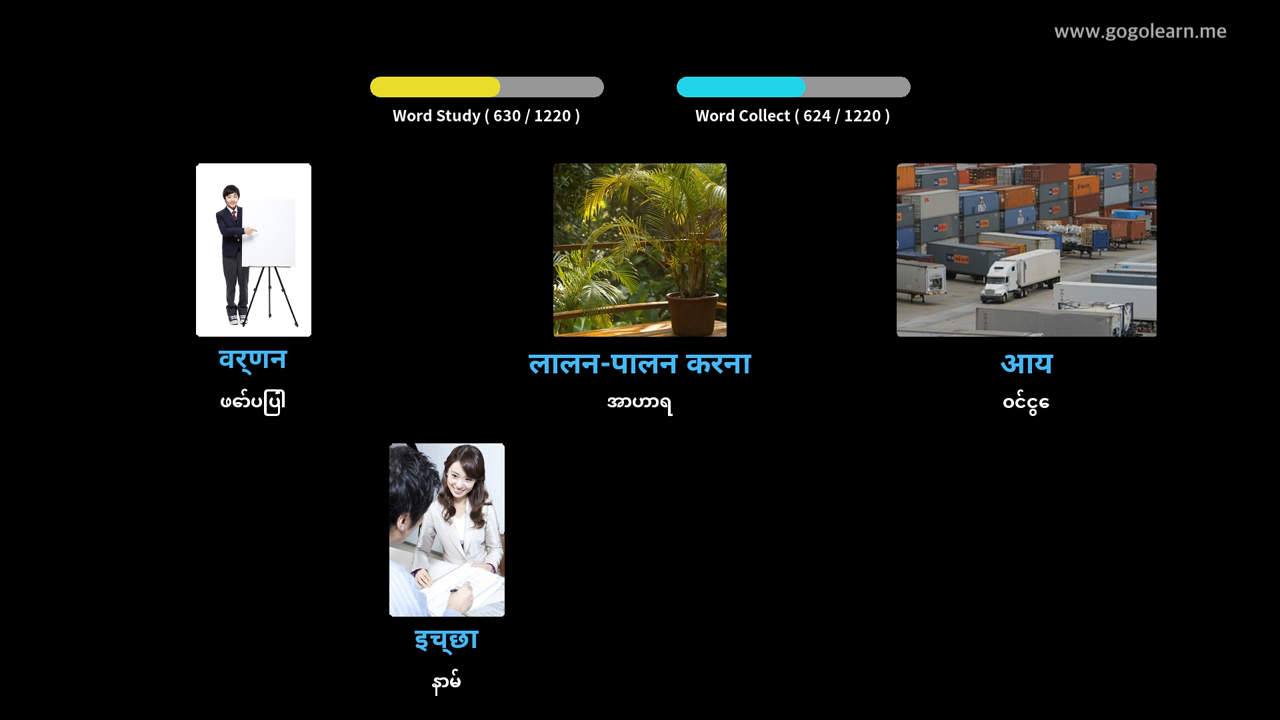 www.gogolearn.me
Word Study ( 630 / 1220 )
Word Collect ( 624 / 1220 )
वर्‌णन
लालन-पालन करना
आय
ဖော်ပပြါ
အာဟာရ
ဝင်ငွေ
इच्‌छा
နာမ်